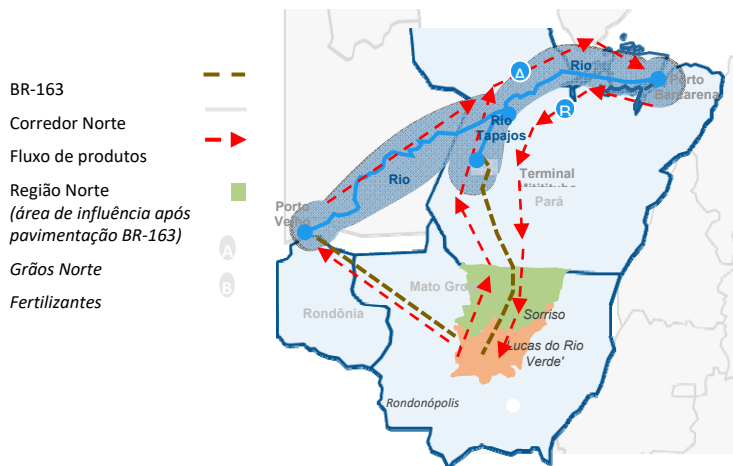 BR-163
Corredor Norte
Fluxo de produtos
Região Norte
(área de influência após
pavimentação BR-163)
A
Grãos Norte
B
Fertilizantes
Rio
A
Porto
Barcarena
B
Rio
Tapajos
Rio
Terminal
Pará
Porto
Velho
Mato Gro
Rondônia
Sorriso
Lucas do Rio
Verde'
Rondonópolis